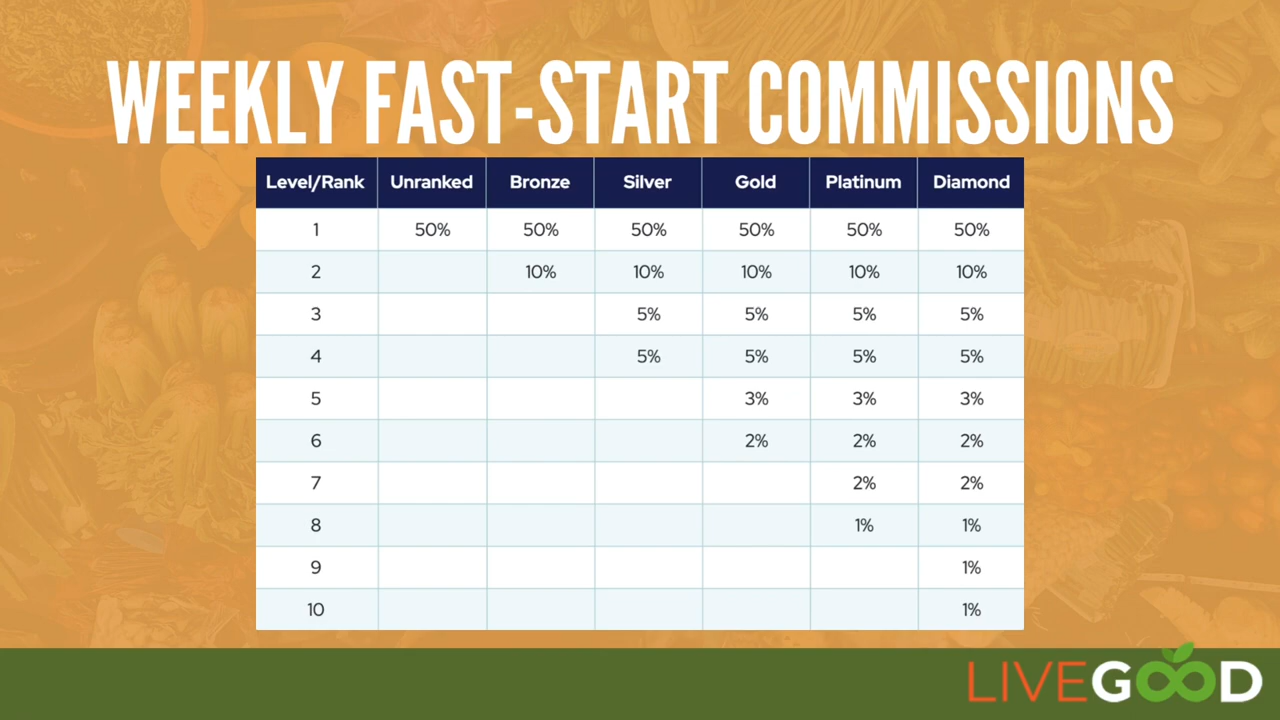 WEEKLY FAST-START COMMISSIONS
Level/Rank Unranked Bronze Silver Gold Platinum Diamond
1 50% 50% 50% 50% 50% 50%
2 10% 10% 10% 10% 10%
3 5% 5% 5% 5%
4 5% 5% 5% 5%
5 3% 3% 3%
6 2% 2% 2%
7 2% 2%
8 1% 1%
9 1%
10 1%
LIVEGOOD